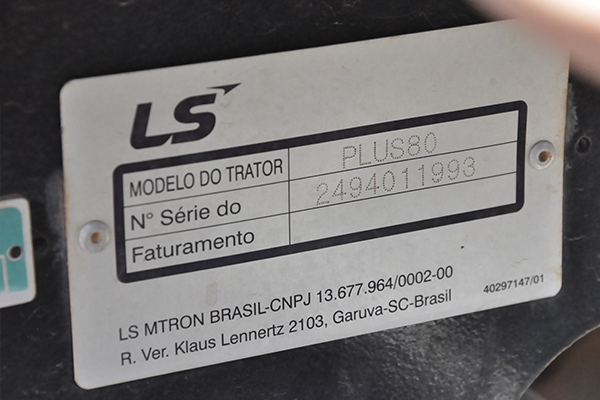 LS
MODELO DO TRATOR PLUS80
N° Série do 2494011993
Faturamento
LS MTRON BRASIL-CNPJ 13.677.964/0002-00
R. Ver. Klaus Lennertz 2103, Garuva-SC-Brasil
40297147/01